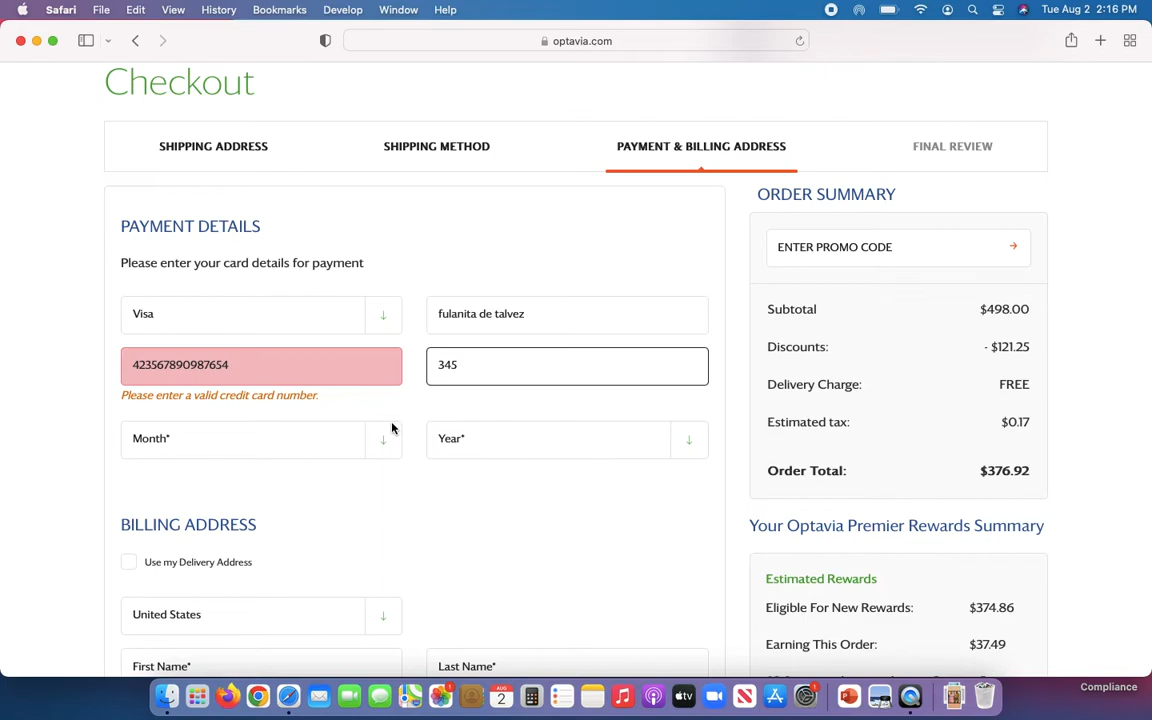 Safari File Edit View History Bookmarks Develop Window Help Tue Aug 2 2:16 PM
optavia.com
Checkout
SHIPPING ADDRESS SHIPPING METHOD PAYMENT & BILLING ADDRESS FINAL REVIEW
PAYMENT DETAILS
Please enter your card details for payment
Visa fulanita de talvez
423567890987654 345
Please enter a valid credit card number.
Month* Year*
BILLING ADDRESS
Use my Delivery Address
United States
First Name* Last Name*
ORDER SUMMARY
ENTER PROMO CODE
Subtotal $498.00
Discounts: - $121.25
Delivery Charge: FREE
Estimated tax: $0.17
Order Total: $376.92
Your Optavia Premier Rewards Summary
Estimated Rewards
Eligible For New Rewards: $374.86
Earning This Order: $37.49
AUG
2
tv
Compliance